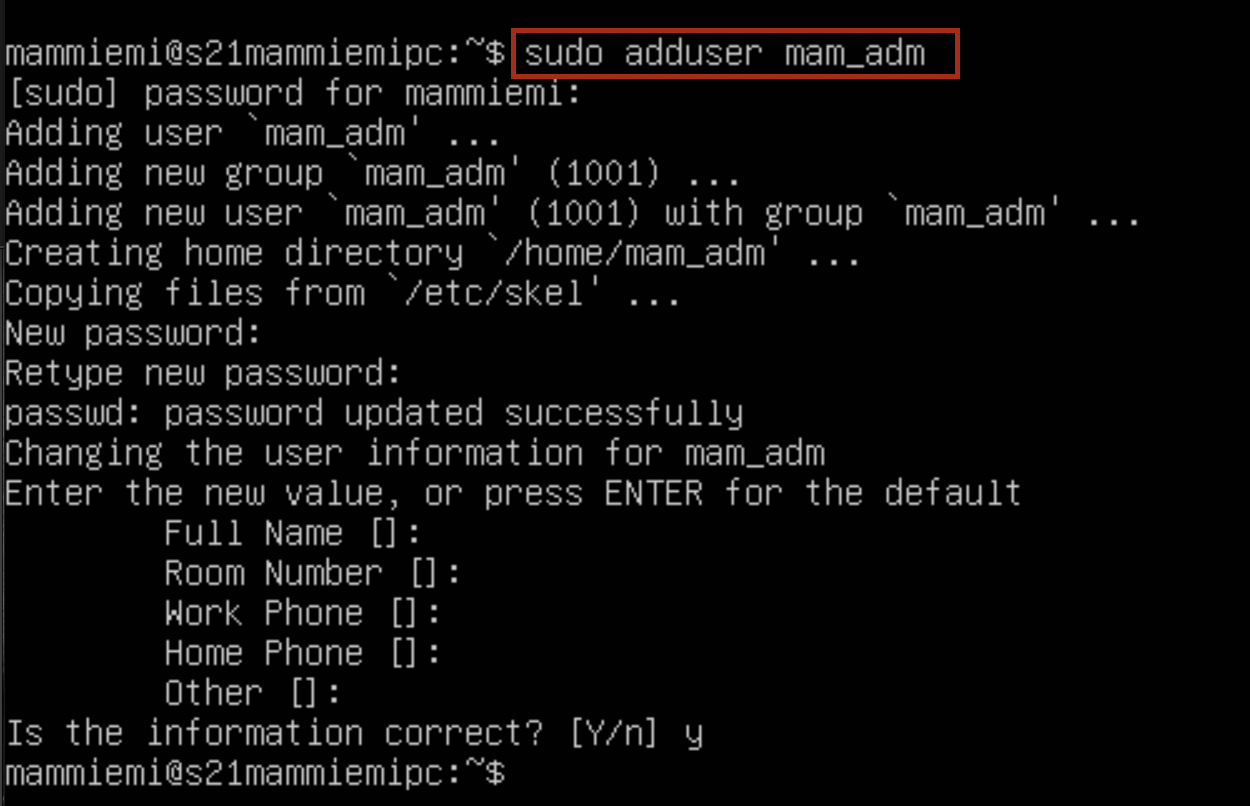 mammiemi@s21mammiemipc:~$ sudo adduser mam_adm
[sudo] password for mammiemi:
Adding user `mam_adm' ...
Adding new group `mam_adm' (1001) ...
Adding new user `mam_adm' (1001) with group `mam_adm' ...
Creating home directory `/home/mam_adm' ...
Copying files from `/etc/skel' ...
New password:
Retype new password:
passwd: password updated successfully
Changing the user information for mam_adm
Enter the new value, or press ENTER for the default
Full Name []:
Room Number []:
Work Phone []:
Home Phone []:
Other []:
Is the information correct? [Y/n] y
mammiemi@s21mammiemipc:~$